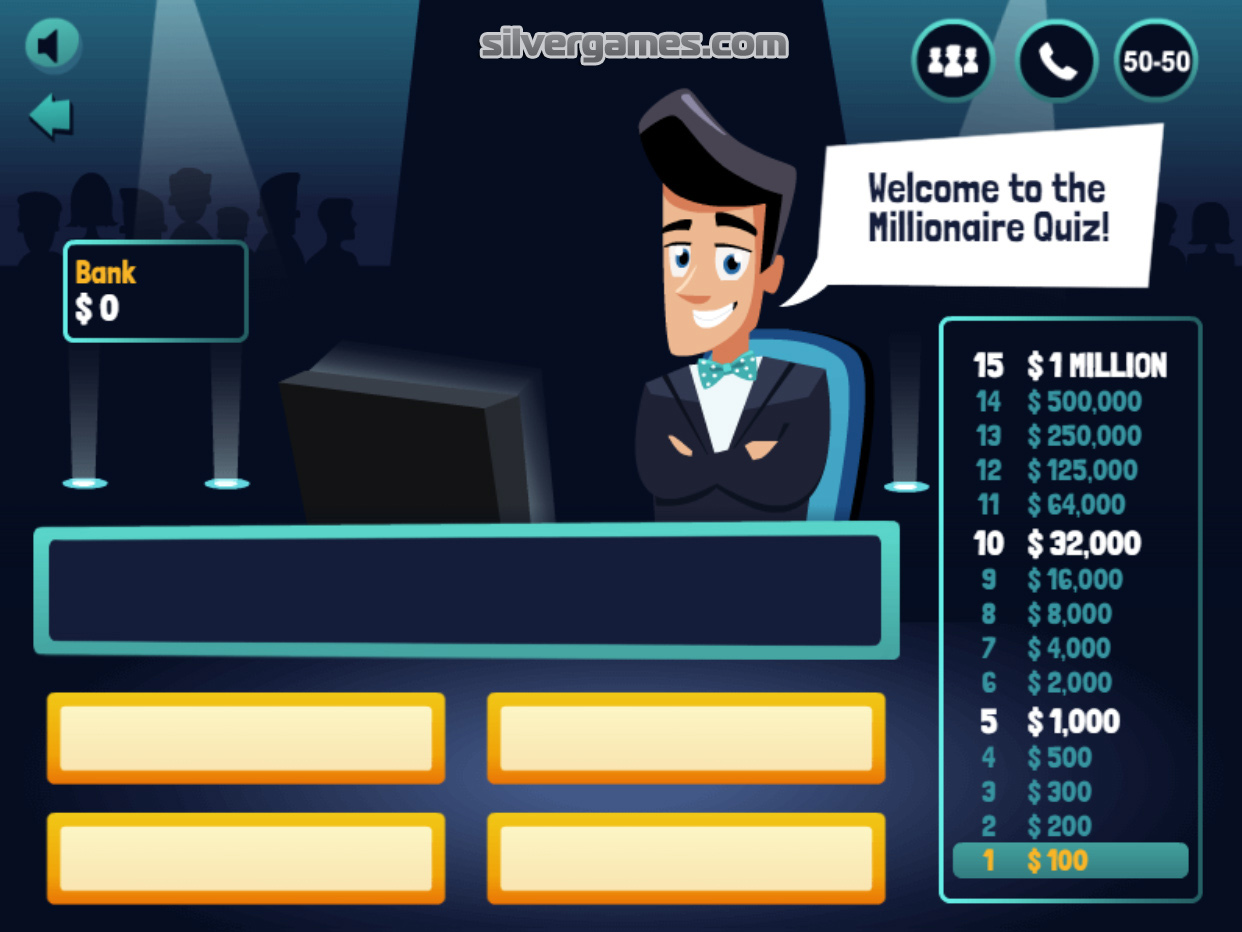 silvergames.com
50-50
Welcome to the
Millionaire Quiz!
Bank
$ 0
15 $ 1 MILLION
14 $ 500,000
13 $ 250,000
12 $ 125,000
11 $ 64,000
10 $ 32,000
9 $ 16,000
8 $ 8,000
7 $ 4,000
6 $ 2,000
5 $ 1,000
4 $ 500
3 $ 300
2 $ 200
1 $ 100